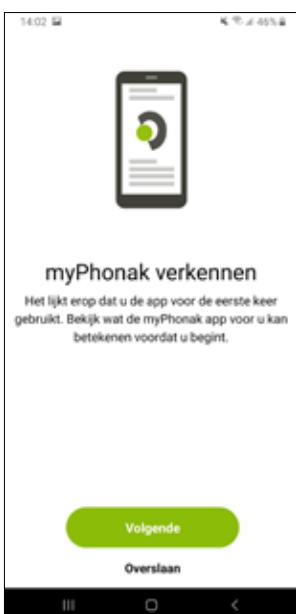 14:02 46%
myPhonak verkennen
Het lijkt erop dat u de app voor de eerste keer
gebruikt. Bekijk wat de myPhonak app voor u kan
betekenen voordat u begint.
Volgende
Overslaan